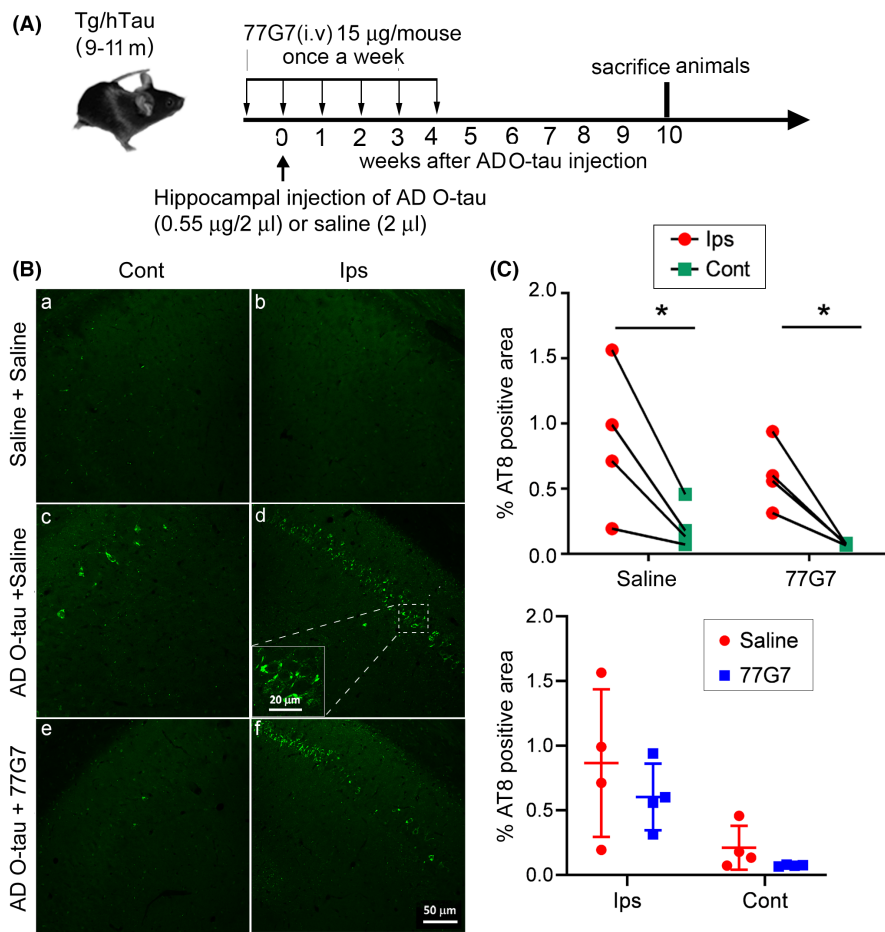 (A)
Tg/hTau
(9-11 m)
77G7(i.v) 15 μg/mouse
once a week
sacrifice animals
0 1 2 3 4 5 6 7 8 9 10
weeks after AD O-tau injection
Hippocampal injection of AD O-tau
(0.55 μg/2 μl) or saline (2 μl)
(B)
Cont Ips
Saline + Saline
a b
AD O-tau +Saline
c d
20 μm
AD O-tau + 77G7
e f
50 μm
(C)
Ips
Cont
% AT8 positive area
2.0
1.5
1.0
0.5
0.0
* *
Saline 77G7
Saline
77G7
% AT8 positive area
2.0
1.5
1.0
0.5
0.0
Ips Cont